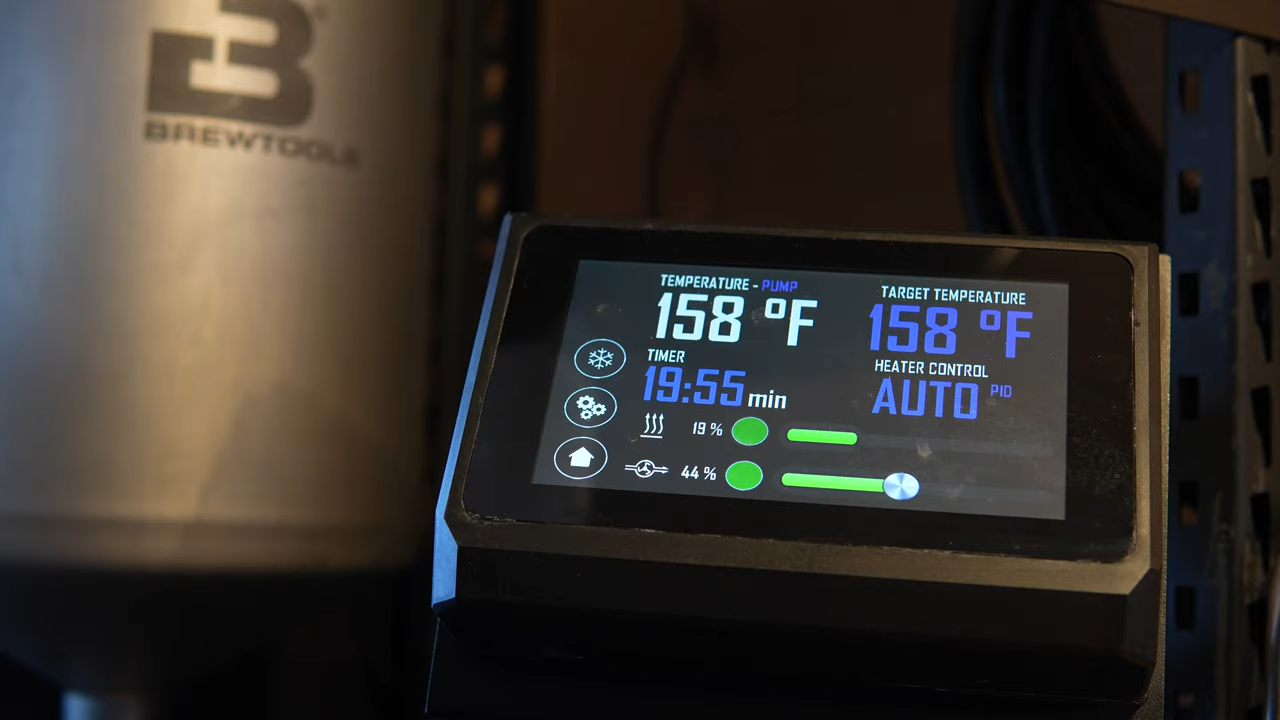 BREWTOOLS
TEMPERATURE - PUMP
158 °F
TARGET TEMPERATURE
158 °F
TIMER
19:55 min
HEATER CONTROL
AUTO PID
19 %
44 %